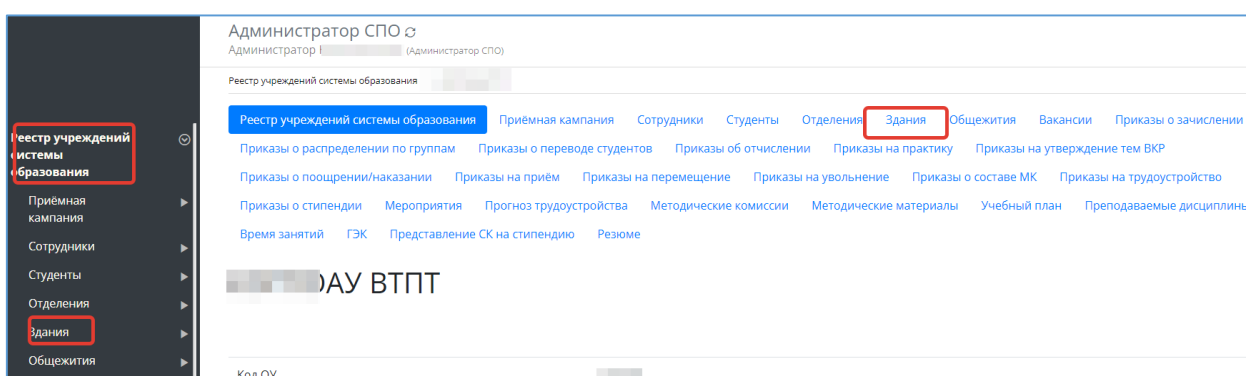 Администратор СПО
Администратор (Администратор СПО)
Реестр учреждений системы образования
Реестр учреждений системы образования Приёмная кампания Сотрудники Студенты Отделения Здания Общежития Вакансии Приказы о зачислении
Приказы о распределении по группам Приказы о переводе студентов Приказы об отчислении Приказы на практику Приказы на утверждение тем ВКР
Приказы о поощрении/наказании Приказы на приём Приказы на перемещение Приказы на увольнение Приказы о составе МК Приказы на трудоустройство
Приказы о стипендии Мероприятия Прогноз трудоустройства Методические комиссии Методические материалы Учебный план Преподаваемые дисциплины
Время занятий ГЭК Представление СК на стипендию Резюме
АУ ВТПТ
Код ОУ
Реестр учреждений
системы
образования
Приёмная
кампания
Сотрудники
Студенты
Отделения
Здания
Общежития